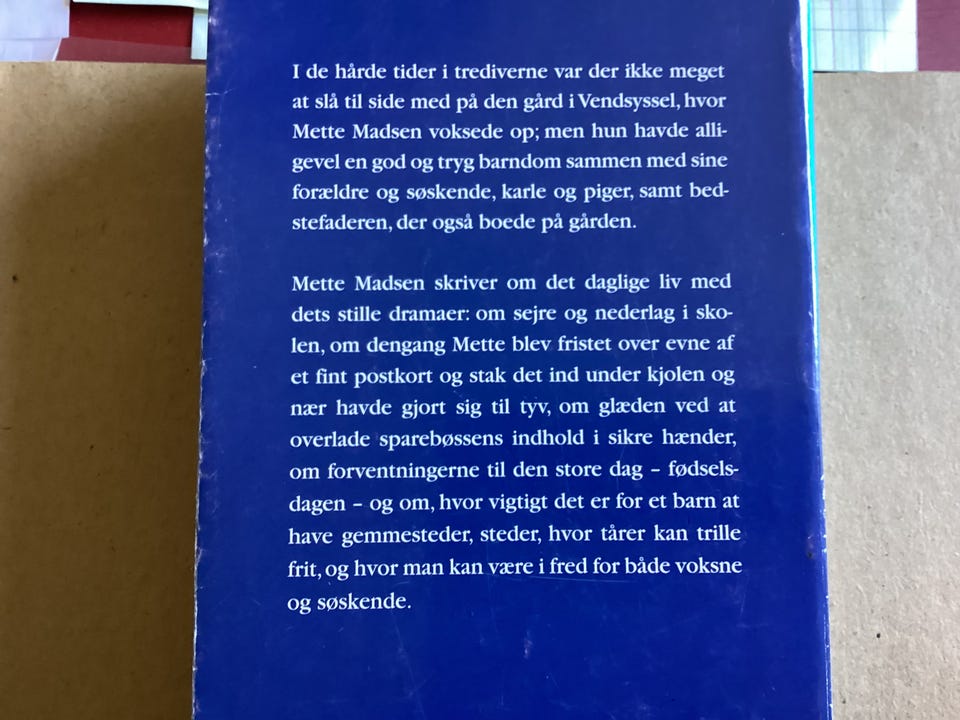 I de hårde tider i trediverne var der ikke meget
at slå til side med på den gård i Vendsyssel, hvor
Mette Madsen voksede op; men hun havde alli-
gevel en god og tryg barndom sammen med sine
forældre og søskende, karle og piger, samt bed-
stefaderen, der også boede på gården.
Mette Madsen skriver om det daglige liv med
dets stille dramaer: om sejre og nederlag i sko-
len, om dengang Mette blev fristet over evne af
et fint postkort og stak det ind under kjolen og
nær havde gjort sig til tyv, om glæden ved at
overlade sparebøssens indhold i sikre hænder,
om forventningerne til den store dag – fødsels-
dagen – og om, hvor vigtigt det er for et barn at
have gemmesteder, steder, hvor tårer kan trille
frit, og hvor man kan være i fred for både voksne
og søskende.